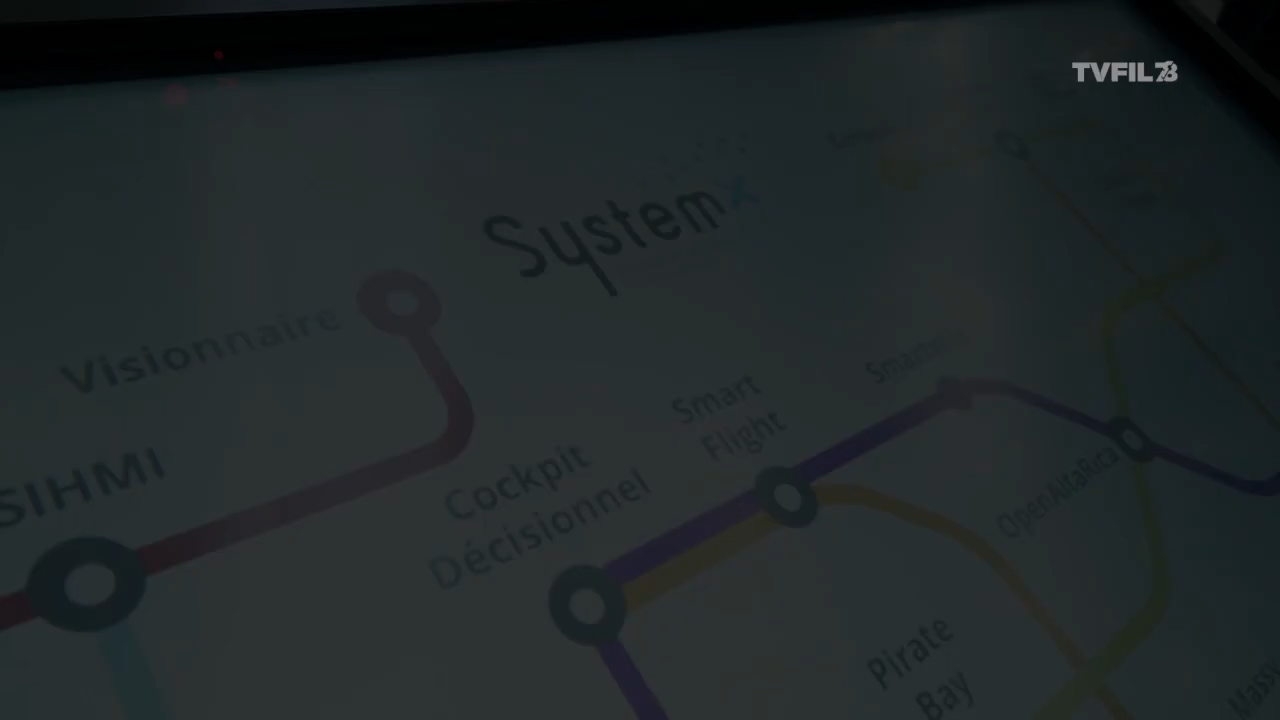 TVFIL78
SystemX
Visionnaire
Smart
Flight
SIHMI
Cockpit
Décisionnel
OpenAltaRica
Pirate
Bay